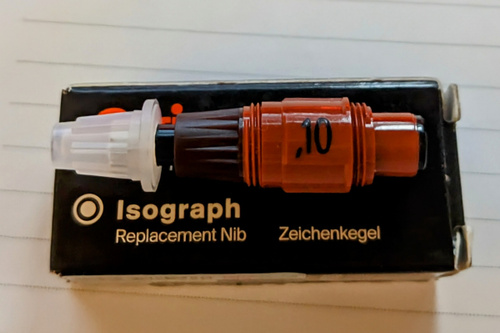 .10
Isograph
Replacement Nib Zeichenkegel